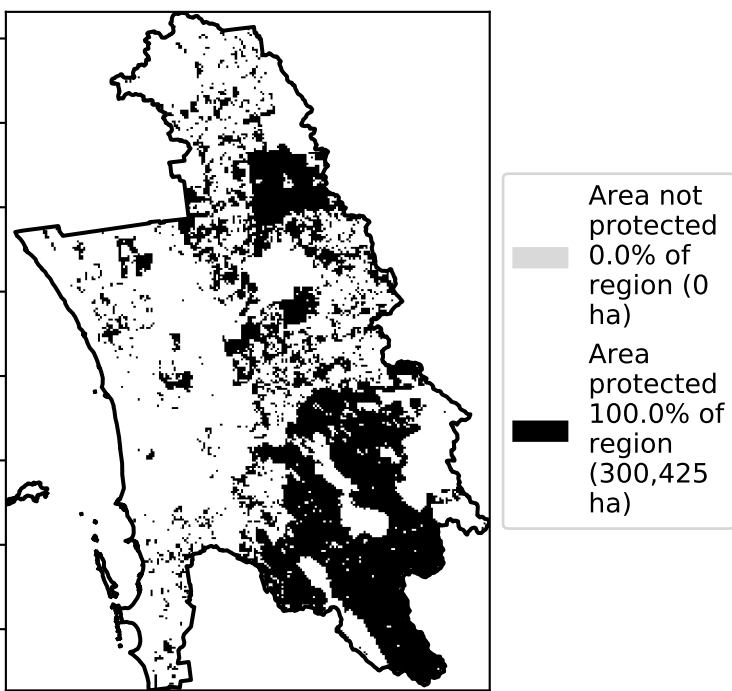 Area not
protected
0.0% of
region (0
ha)
Area
protected
100.0% of
region
(300,425
ha)